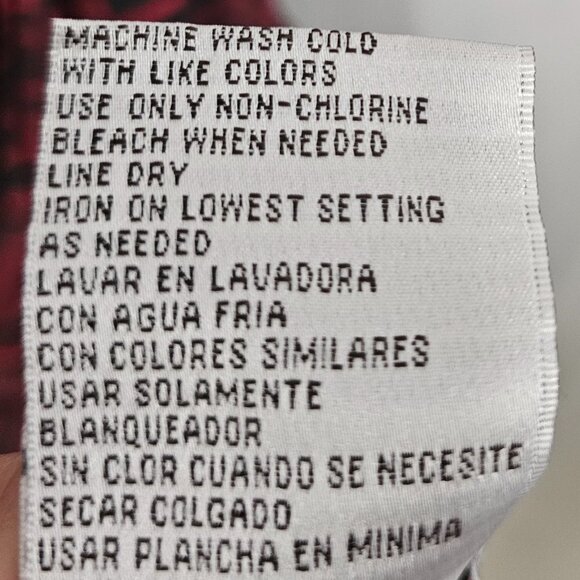 MACHINE WASH COLD
WITH LIKE COLORS
USE ONLY NON-CHLORINE
BLEACH WHEN NEEDED
LINE DRY
IRON ON LOWEST SETTING
AS NEEDED
LAVAR EN LAVADORA
CON AGUA FRIA
CON COLORES SIMILARES
USAR SOLAMENTE
BLANQUEADOR
SIN CLOR CUANDO SE NECESITE
SECAR COLGADO
USAR PLANCHA EN MINIMA